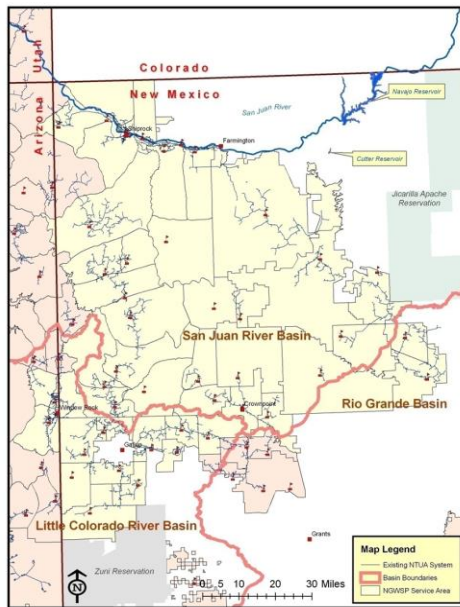 Utah
Colorado
Arizona
New Mexico
San Juan River
Navajo Reservoir
Shiprock
Farmington
Cutter Reservoir
Jicarilla Apache
Reservation
San Juan River Basin
Crownpoint
Rio Grande Basin
Window Rock
Gallup
Little Colorado River Basin
Grants
Zuni Reservation
N
0 5 10 20 30 Miles
Map Legend
Existing NTUA System
Basin Boundaries
NGWSP Service Area